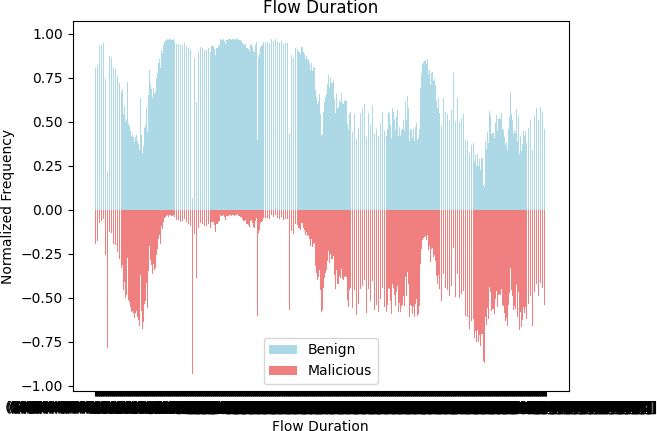 Flow Duration
1.00
0.75
0.50
0.25
0.00
−0.25
−0.50
−0.75
−1.00
Normalized Frequency
Benign
Malicious
Flow Duration